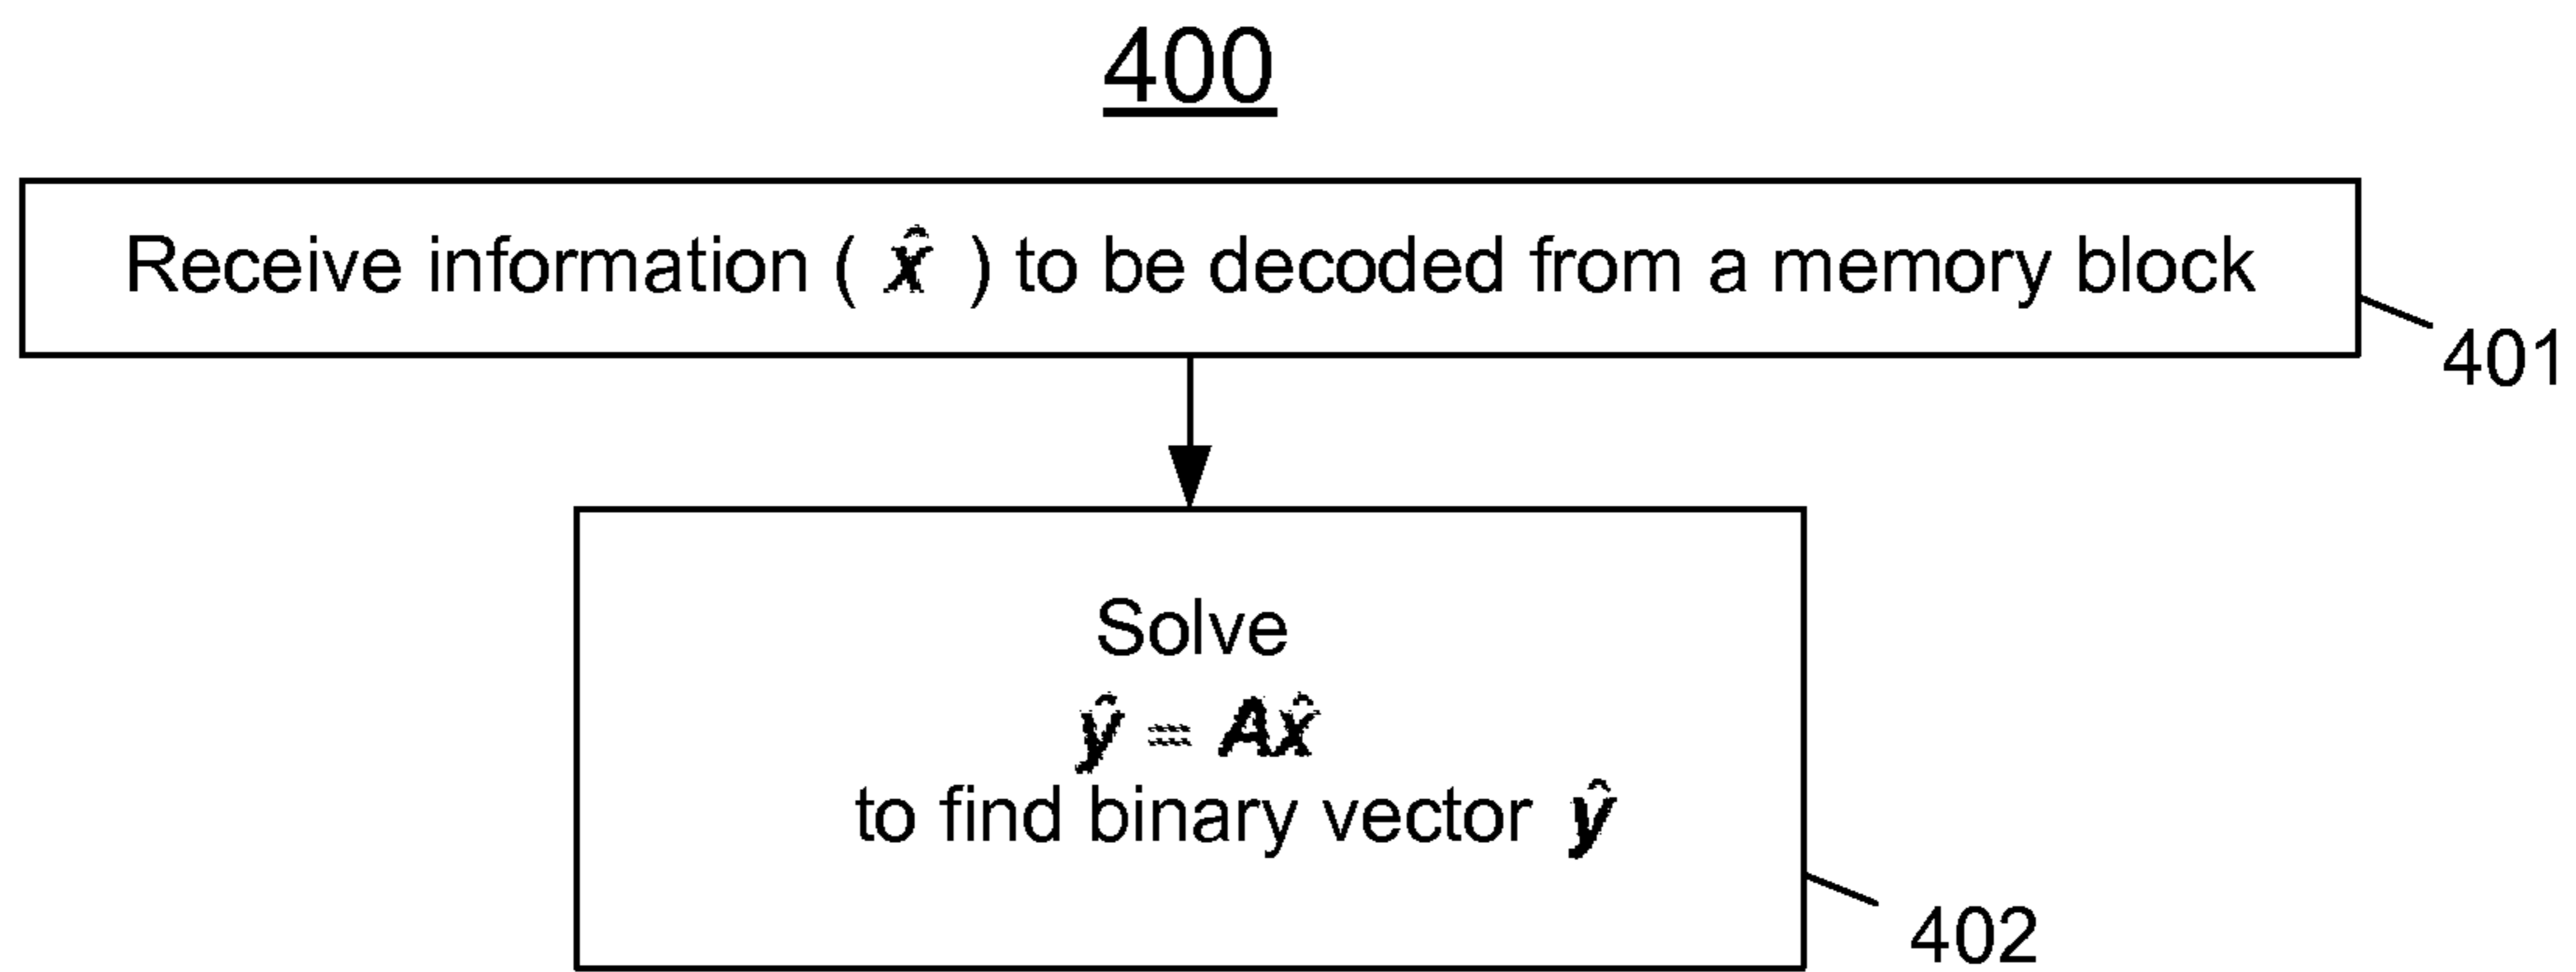 400
Receive information ( x̂ ) to be decoded from a memory block
401
Solve
ŷ = Ax̂
to find binary vector ŷ
402